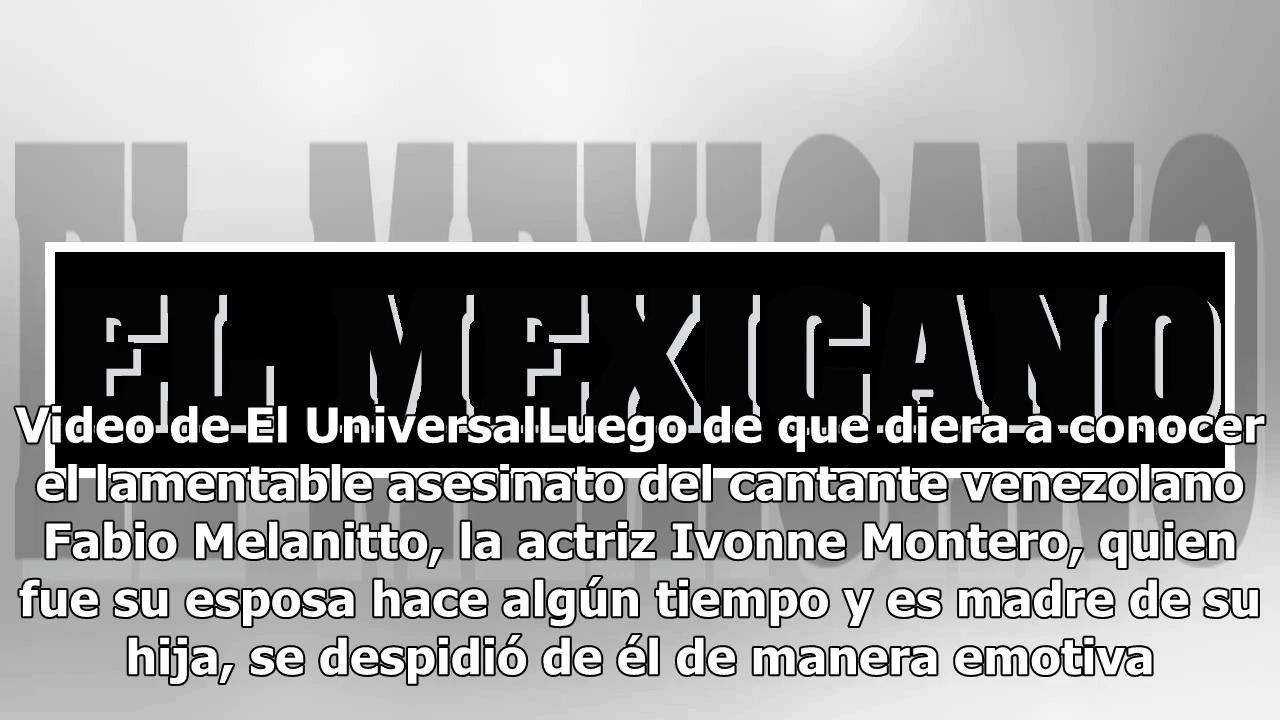 EL MEXICANO
EL MEXICANO
Video de El UniversalLuego de que diera a conocer
el lamentable asesinato del cantante venezolano
Fabio Melanitto, la actriz Ivonne Montero, quien
fue su esposa hace algún tiempo y es madre de su
hija, se despidió de él de manera emotiva